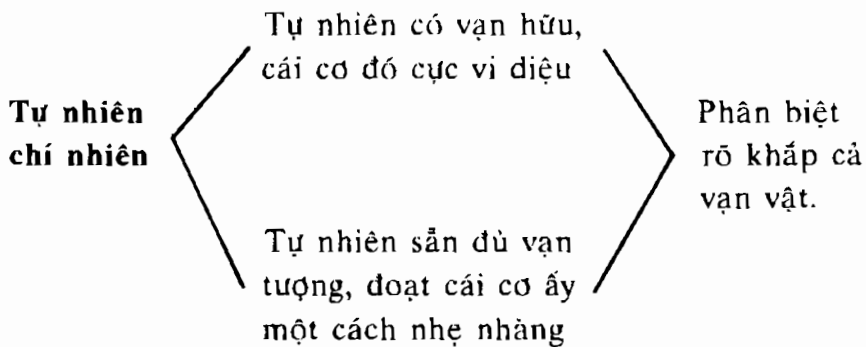 Tự nhiên có vạn hữu,
cái cơ đó cực vi diệu
Tự nhiên
chí nhiên
Phân biệt
rõ khắp cả
vạn vật.
Tự nhiên sẵn đủ vạn
tượng, đoạt cái cơ ấy
một cách nhẹ nhàng